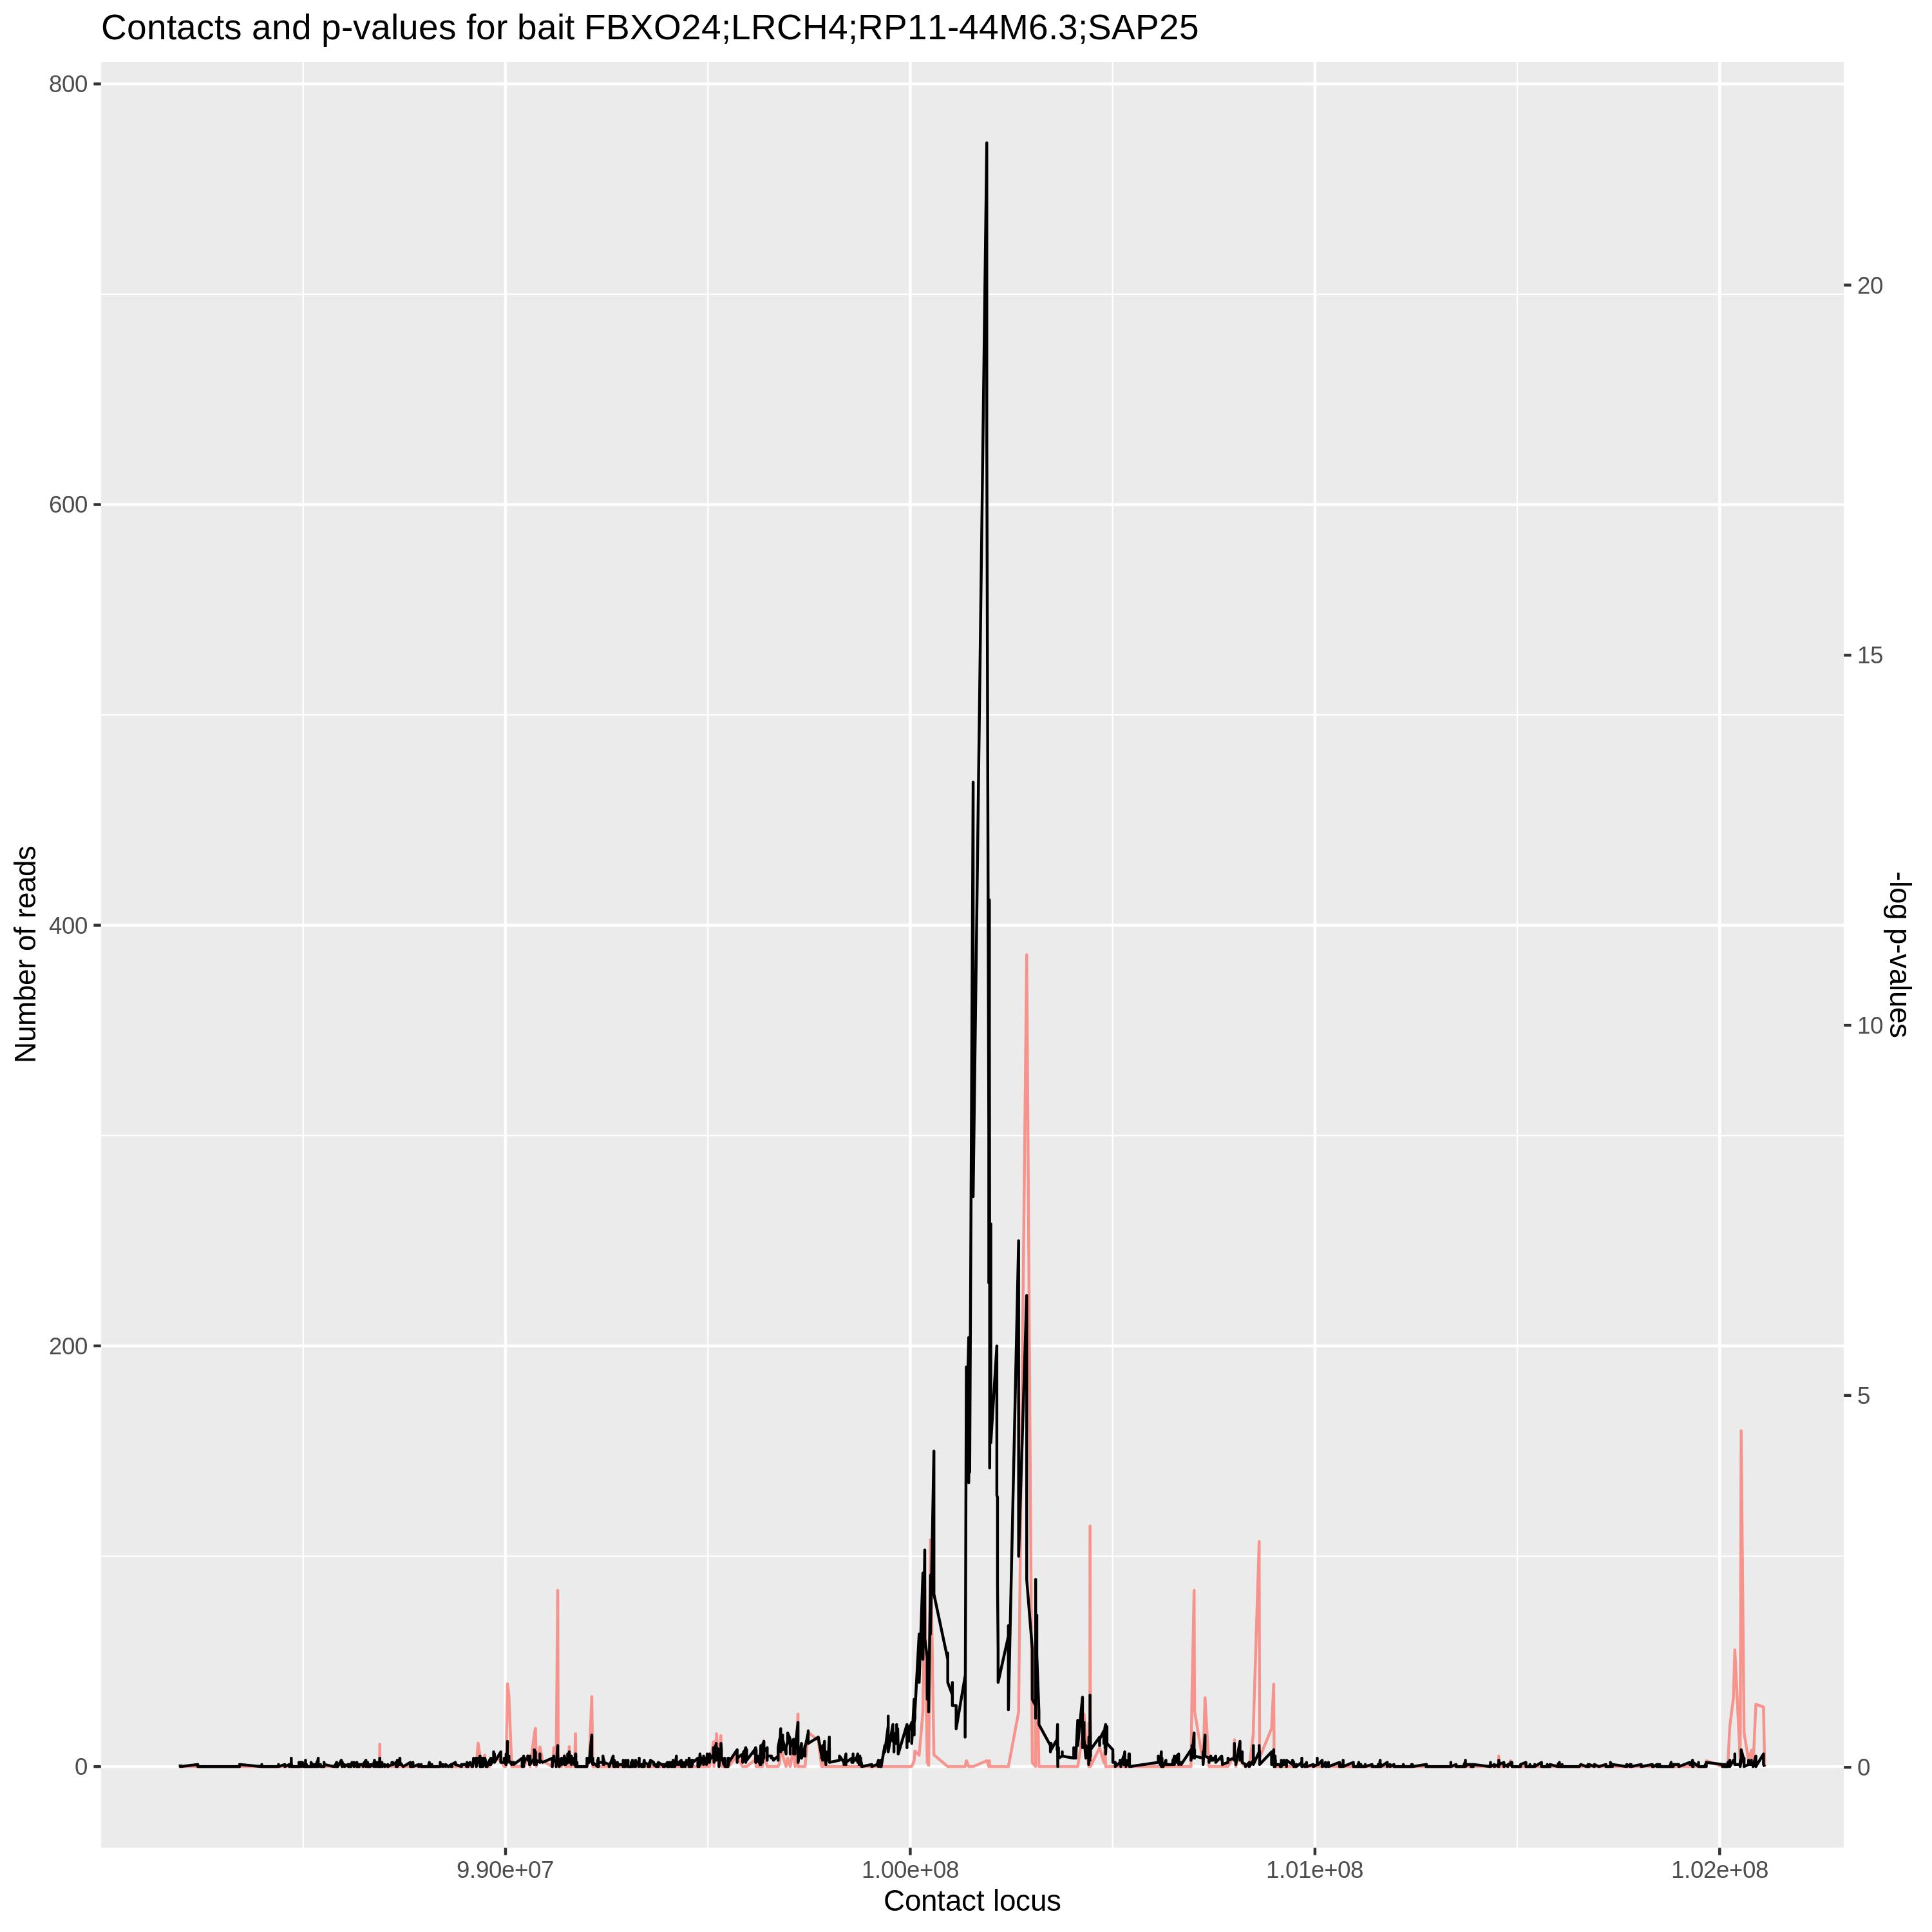 Contacts and p-values for bait FBXO24;LRCH4;RP11-44M6.3;SAP25
800
600
400
200
0
Number of reads
20
15
10
5
0
-log p-values
9.90e+07 1.00e+08 1.01e+08 1.02e+08
Contact locus